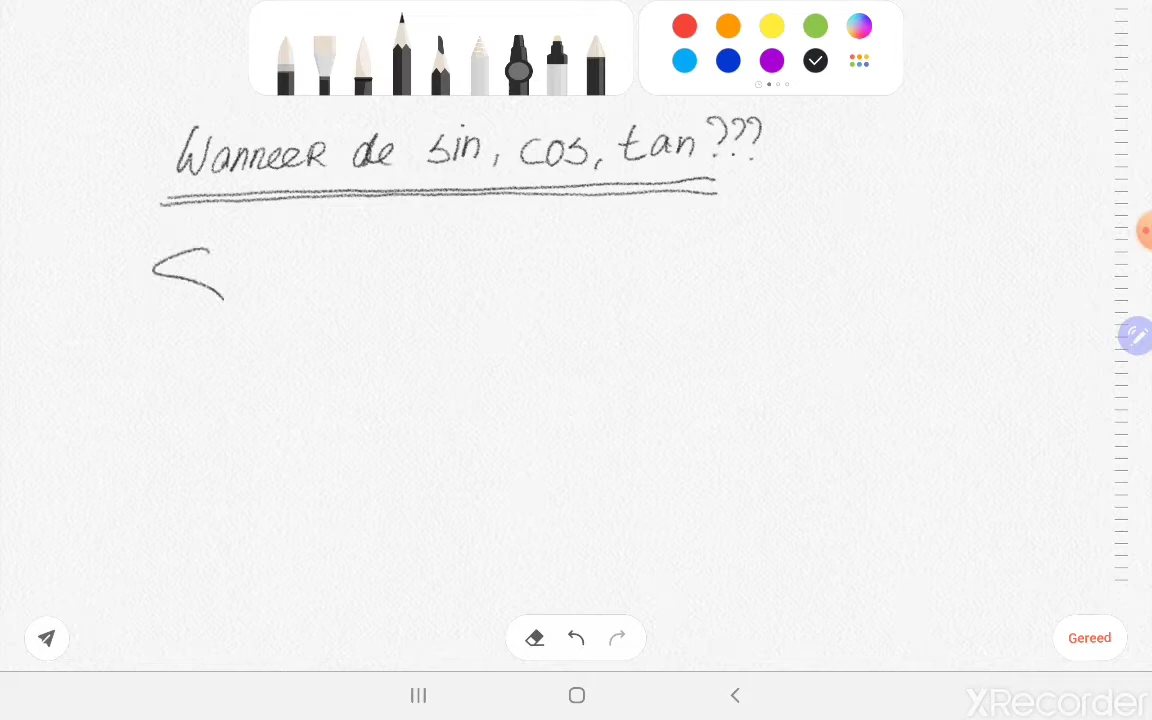 Wanneer de sin, cos, tan???
<
Gereed
XRecorder